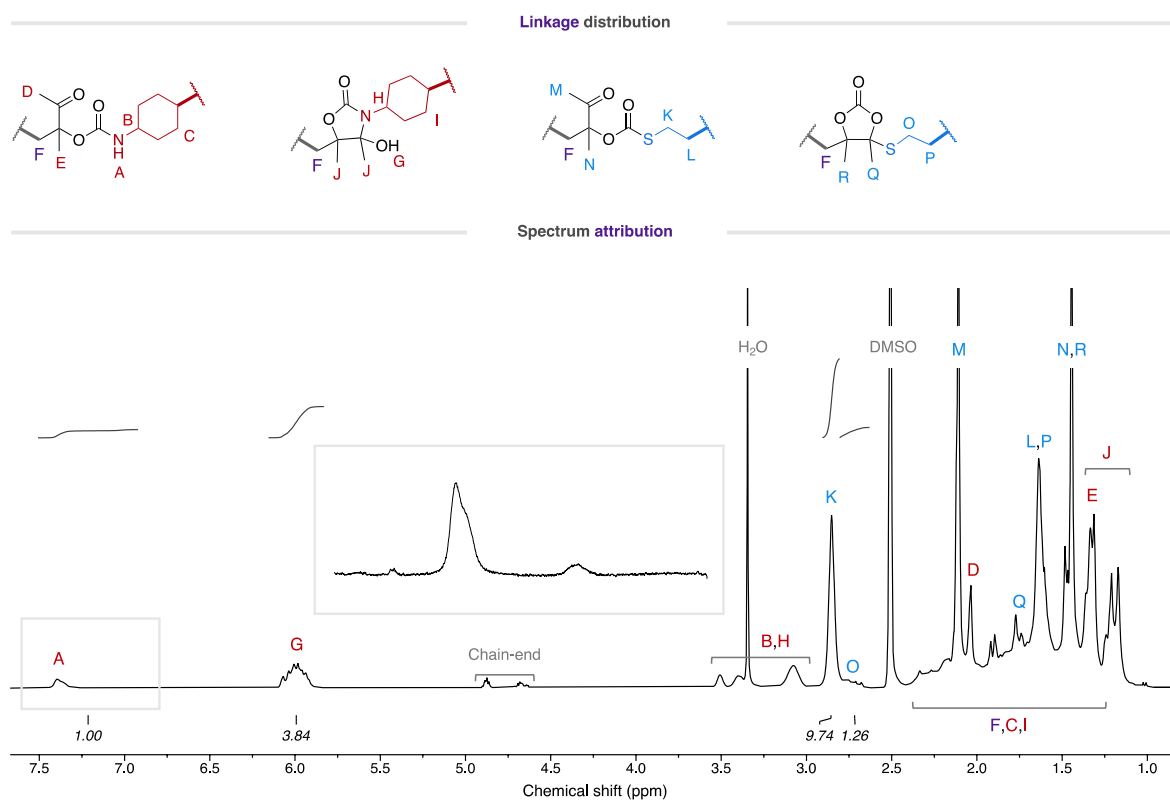 Linkage distribution
D O O B N H A C F E
O O N O H I OH F J J G
M O O O S K L F N
O O O S O P F R Q
Spectrum attribution
H₂O DMSO M N,R
L,P J
K E
D
Q
A G Chain-end B,H O
F,C,I
1.00 3.84 9.74 1.26
7.5 7.0 6.5 6.0 5.5 5.0 4.5 4.0 3.5 3.0 2.5 2.0 1.5 1.0
Chemical shift (ppm)